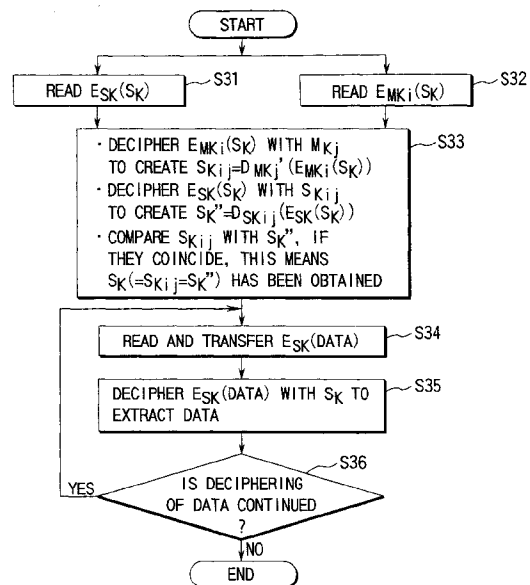 START
READ E_SK(S_K)
S31
READ E_MKi(S_K)
S32
S33
· DECIPHER E_MKi(S_K) WITH M_Kj
TO CREATE S_Kij=D_MKj'(E_MKi(S_K))
· DECIPHER E_SK(S_K) WITH S_Kij
TO CREATE S_K"=D_SKij(E_SK(S_K))
· COMPARE S_Kij WITH S_K", IF
THEY COINCIDE, THIS MEANS
S_K(=S_Kij=S_K") HAS BEEN OBTAINED
S34
READ AND TRANSFER E_SK(DATA)
S35
DECIPHER E_SK(DATA) WITH S_K TO
EXTRACT DATA
S36
YES
IS DECIPHERING
OF DATA CONTINUED
?
NO
END